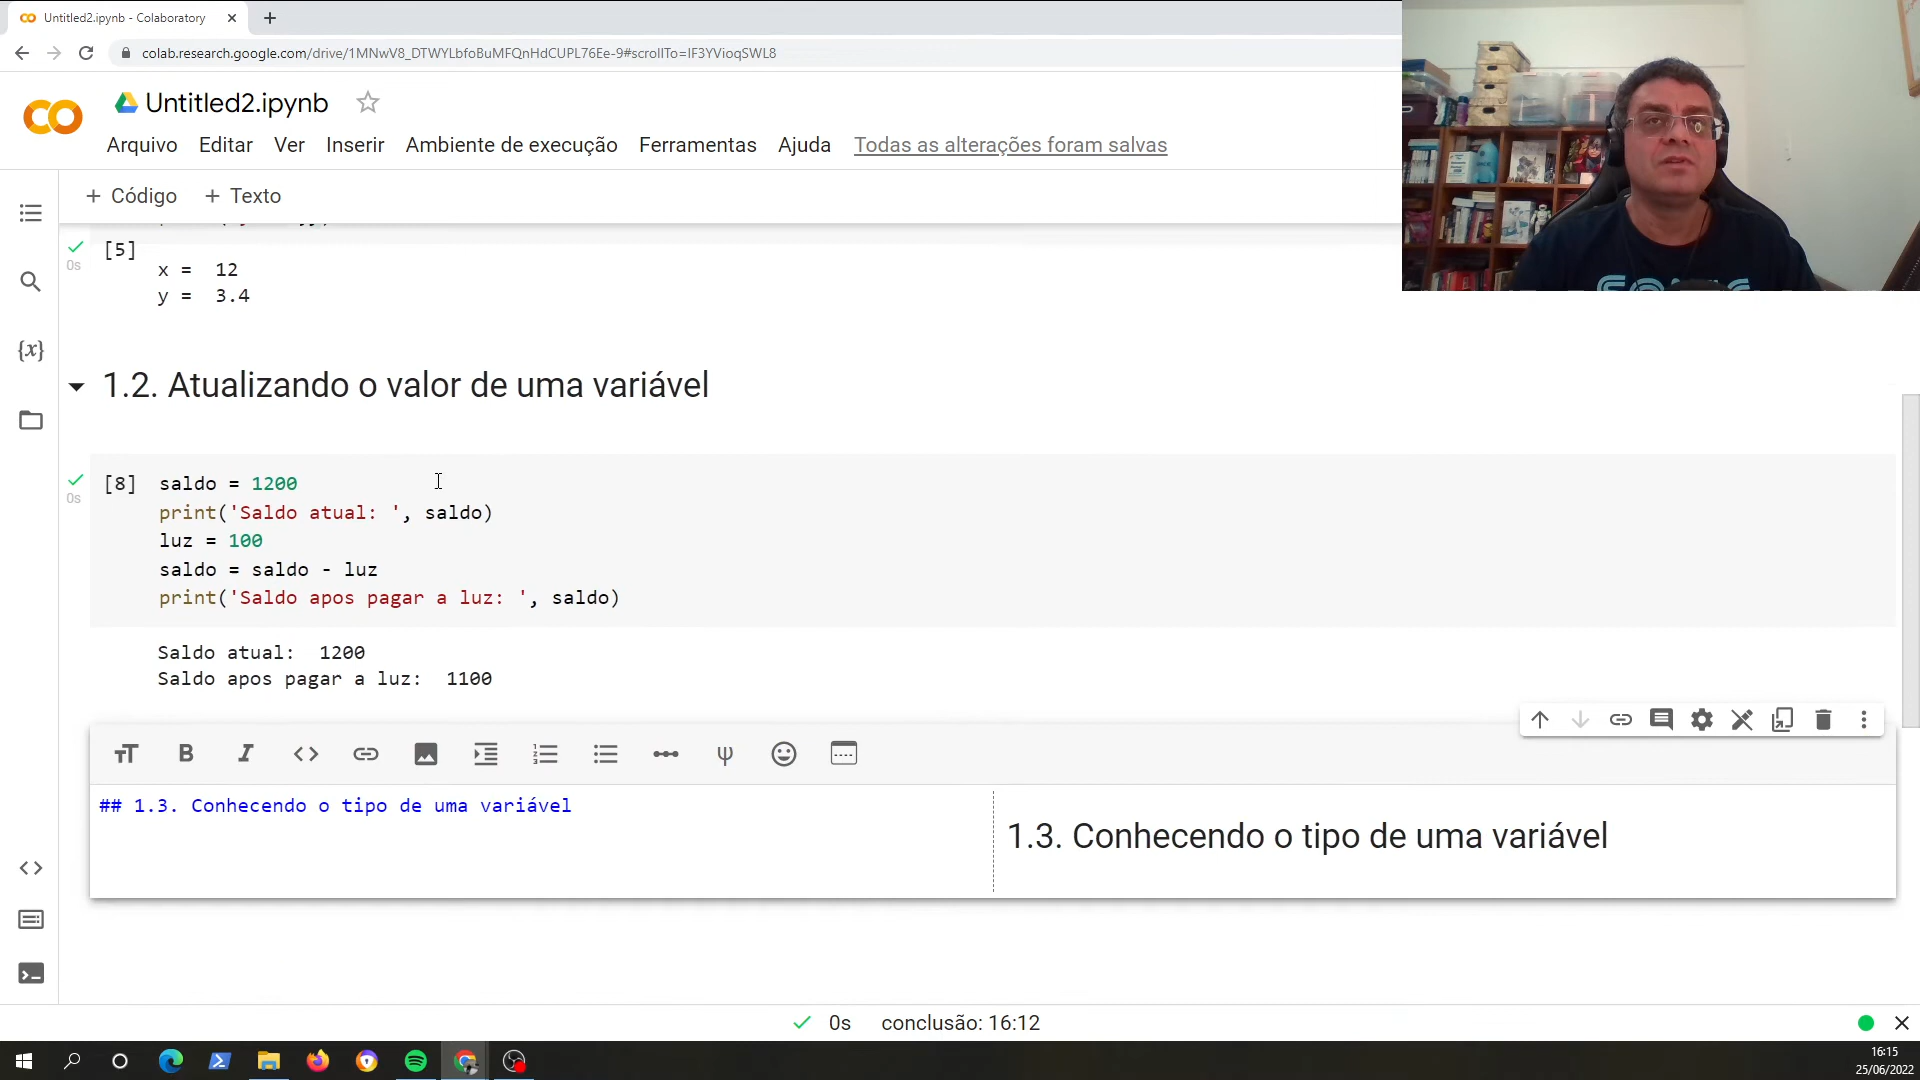 Untitled2.ipynb - Colaboratory
colab.research.google.com/drive/1MNwV8_DTWYLbfoBuMFQnHdCUPL76Ee-9#scrollTo=IF3YVioqSWL8
Untitled2.ipynb
Arquivo Editar Ver Inserir Ambiente de execução Ferramentas Ajuda Todas as alterações foram salvas
+ Código + Texto
[5]
0s
x = 12
y = 3.4
{x}
1.2. Atualizando o valor de uma variável
[8] saldo = 1200
0s
print('Saldo atual: ', saldo)
luz = 100
saldo = saldo - luz
print('Saldo apos pagar a luz: ', saldo)
Saldo atual: 1200
Saldo apos pagar a luz: 1100
## 1.3. Conhecendo o tipo de uma variável
1.3. Conhecendo o tipo de uma variável
0s conclusão: 16:12
16:15
25/06/2022